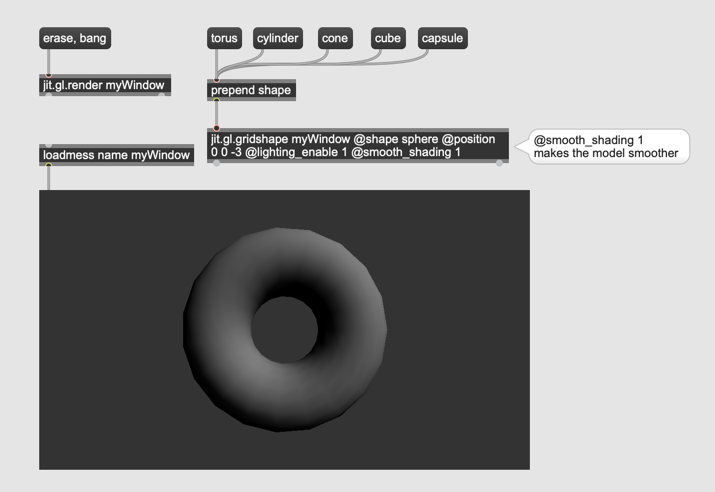 erase, bang
torus
cylinder
cone
cube
capsule
jit.gl.render myWindow
prepend shape
jit.gl.gridshape myWindow @shape sphere @position
0 0 -3 @lighting_enable 1 @smooth_shading 1
@smooth_shading 1
makes the model smoother
loadmess name myWindow